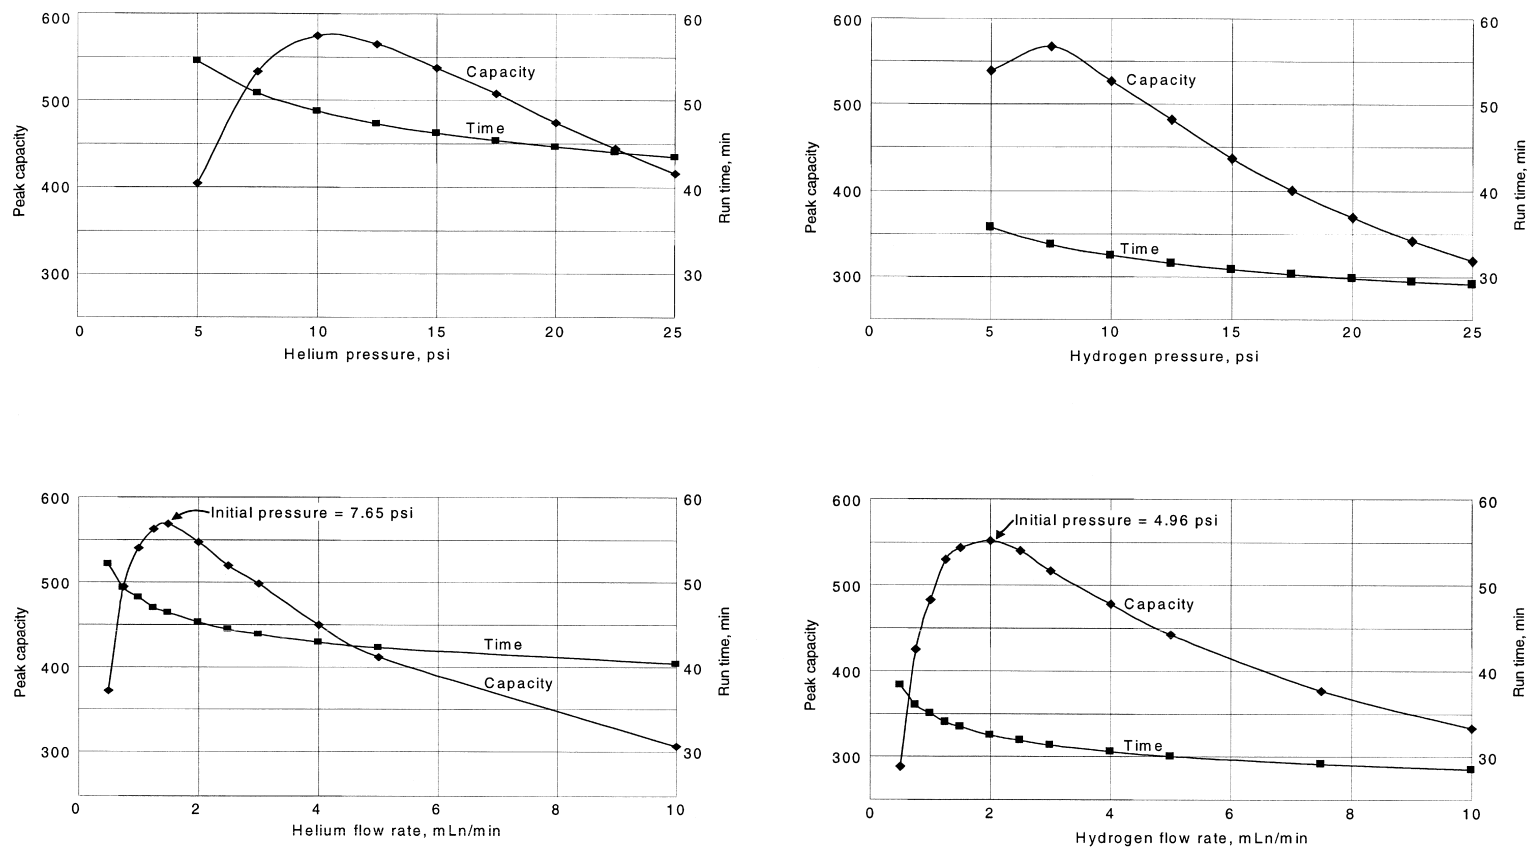 600
500
400
300
60
50
40
30
Peak capacity
Run time, min
Capacity
Time
0 5 10 15 20 25
Helium pressure, psi
600
500
400
300
60
50
40
30
Peak capacity
Run time, min
Capacity
Time
0 5 10 15 20 25
Hydrogen pressure, psi
600
500
400
300
60
50
40
30
Peak capacity
Run time, min
Initial pressure = 7.65 psi
Time
Capacity
0 2 4 6 8 10
Helium flow rate, mLn/min
600
500
400
300
60
50
40
30
Peak capacity
Run time, min
Initial pressure = 4.96 psi
Capacity
Time
0 2 4 6 8 10
Hydrogen flow rate, mLn/min